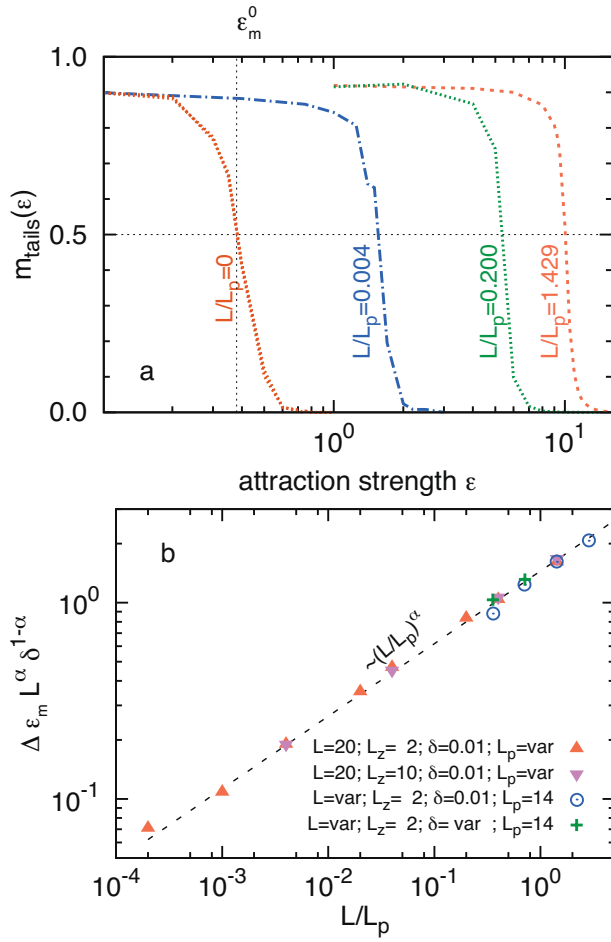 ε_m^0
1.0
0.5
0.0
m_tails(ε)
L/L_p=0
L/L_p=0.004
L/L_p=0.200
L/L_p=1.429
a
10^0
10^1
attraction strength ε
b
10^0
10^-1
Δ ε_m L^α δ^1-α
~(L/L_p)^α
L=20; L_z= 2; δ=0.01; L_p=var
L=20; L_z=10; δ=0.01; L_p=var
L=var; L_z= 2; δ=0.01; L_p=14
L=var; L_z= 2; δ= var ; L_p=14
10^-4
10^-3
10^-2
10^-1
10^0
L/L_p